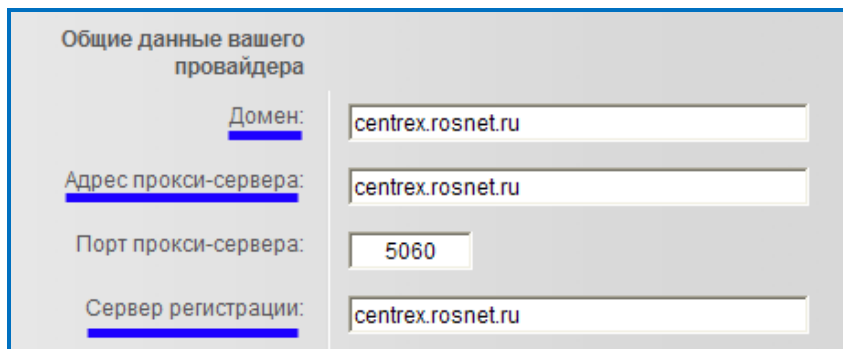 Общие данные вашего
провайдера
Домен: centrex.rosnet.ru
Адрес прокси-сервера: centrex.rosnet.ru
Порт прокси-сервера: 5060
Сервер регистрации: centrex.rosnet.ru